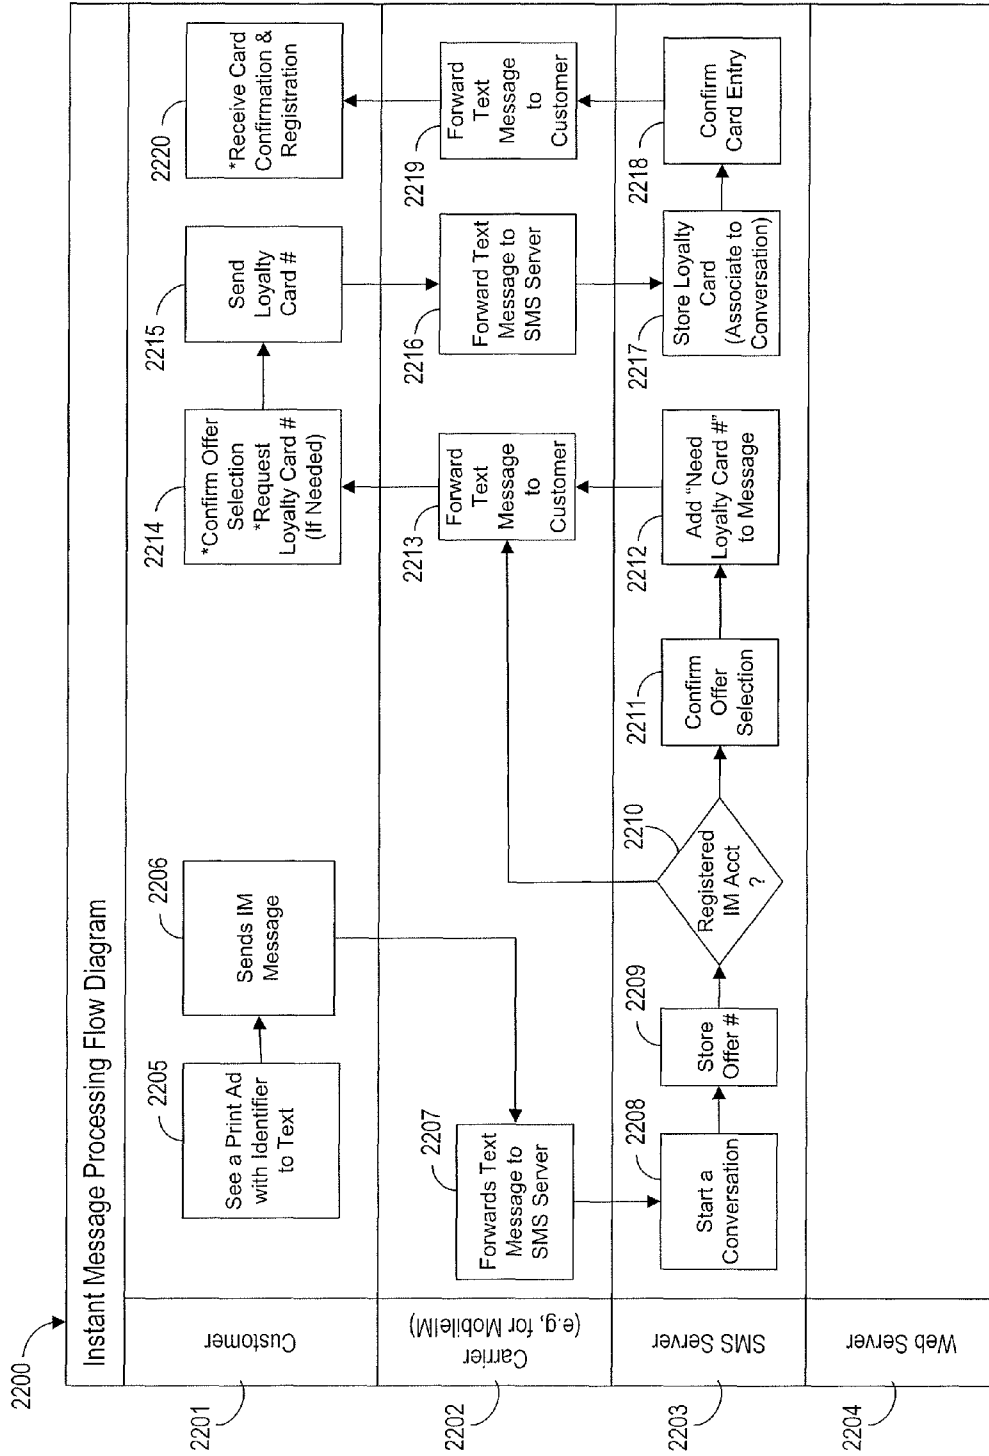 2200
Instant Message Processing Flow Diagram
2201
Customer
2205
See a Print Ad
with Identifier
to Text
2206
Sends IM
Message
2214
*Confirm Offer
Selection
*Request
Loyalty Card #
(If Needed)
2215
Send
Loyalty
Card #
2220
*Receive Card
Confirmation &
Registration
2202
Carrier
(e.g, for MobileIM)
2207
Forwards Text
Message to
SMS Server
2213
Forward
Text
Message
to
Customer
2216
Forward Text
Message to
SMS Server
2219
Forward
Text
Message
to
Customer
2203
SMS Server
2208
Start a
Conversation
2209
Store
Offer #
2210
Registered
IM Acct
?
2211
Confirm
Offer
Selection
2212
Add “Need
Loyalty Card #”
to Message
2217
Store Loyalty
Card
(Associate to
Conversation)
2218
Confirm
Card Entry
2204
Web Server